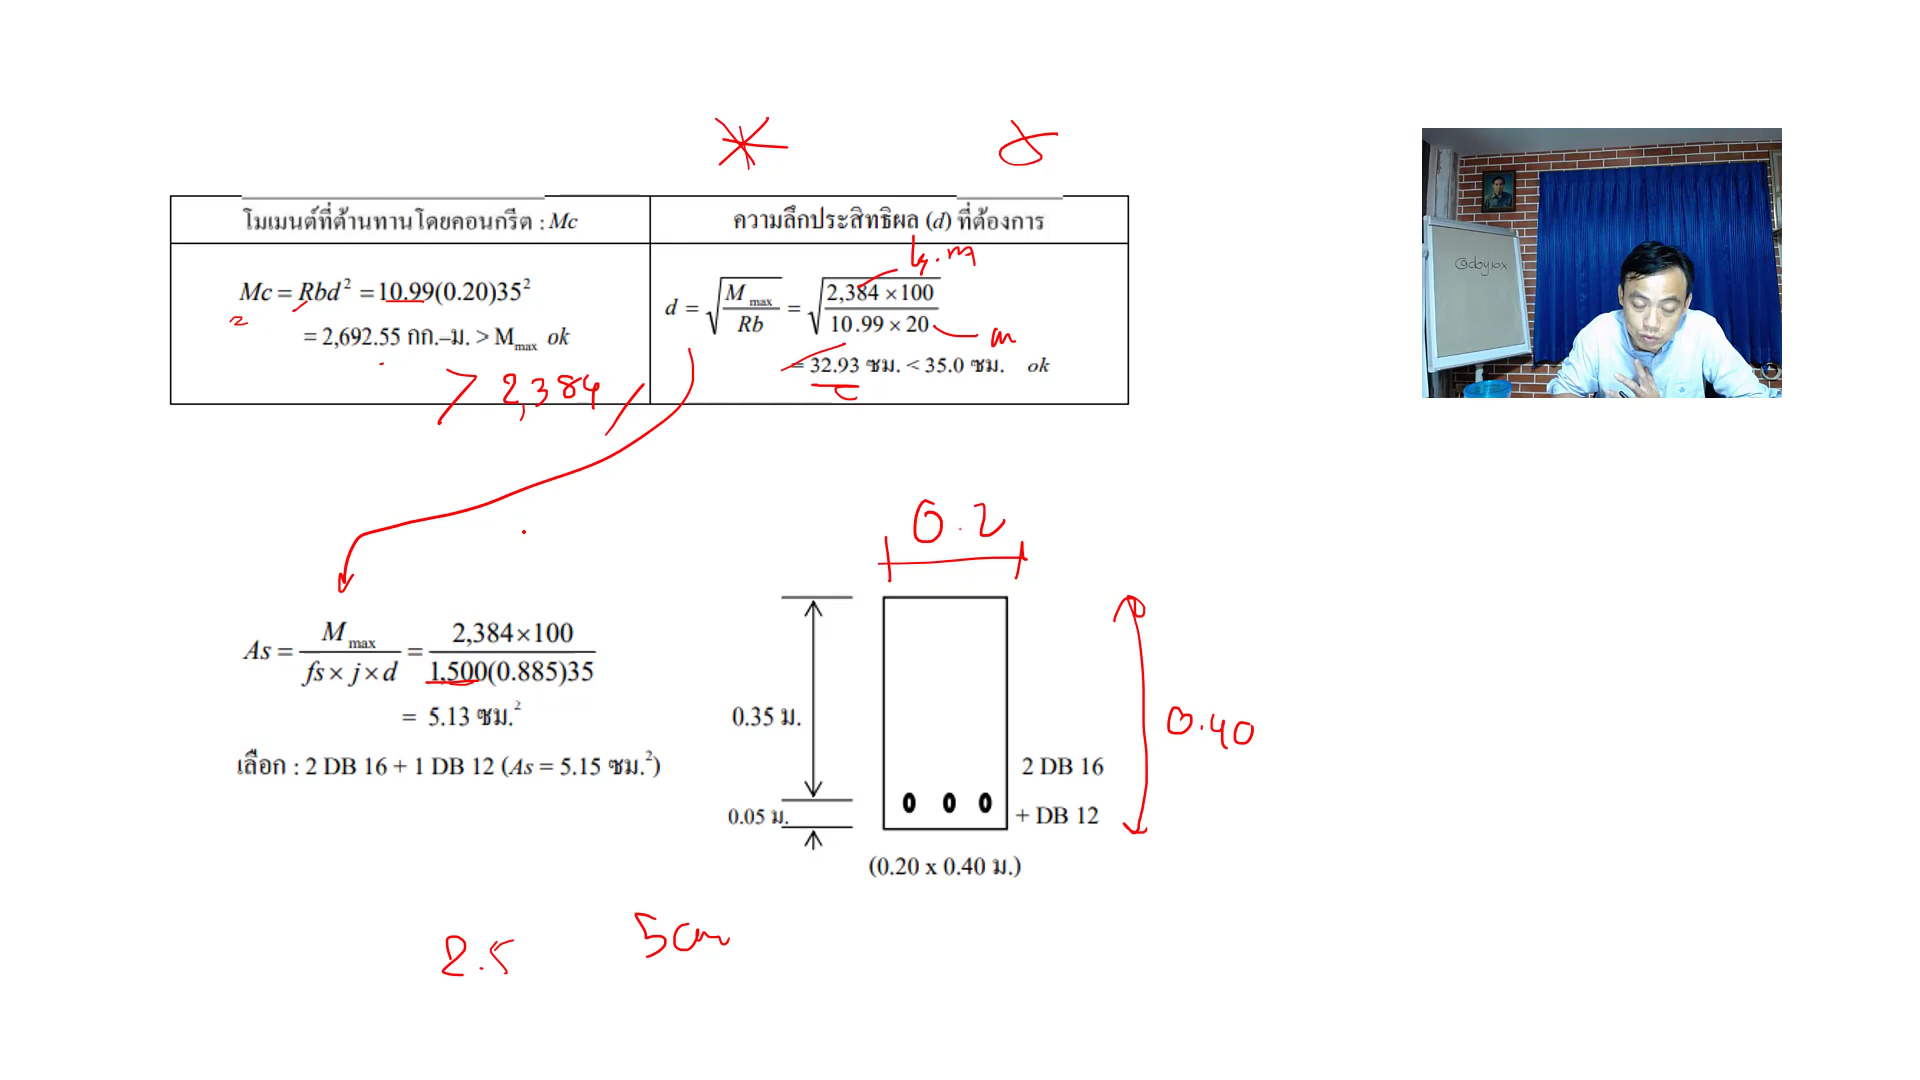 โมเมนต์ที่ต้านทานโดยคอนกรีต : Mc
ความลึกประสิทธิผล (d) ที่ต้องการ
Mc = Rbd² = 10.99(0.20)35²
= 2,692.55 กก.–ม. > Mmax ok
> 2,384
kg.m
d = √(Mmax / Rb) = √(2,384 × 100 / 10.99 × 20)
= 32.93 ซม. < 35.0 ซม. ok
@doy10x
As = Mmax / fs × j × d = 2,384×100 / 1,500(0.885)35
= 5.13 ซม.²
เลือก : 2 DB 16 + 1 DB 12 (As = 5.15 ซม.²)
0.2
0.35 ม.
0.40
2 DB 16
0.05 ม.
+ DB 12
(0.20 x 0.40 ม.)
2.5
5cm